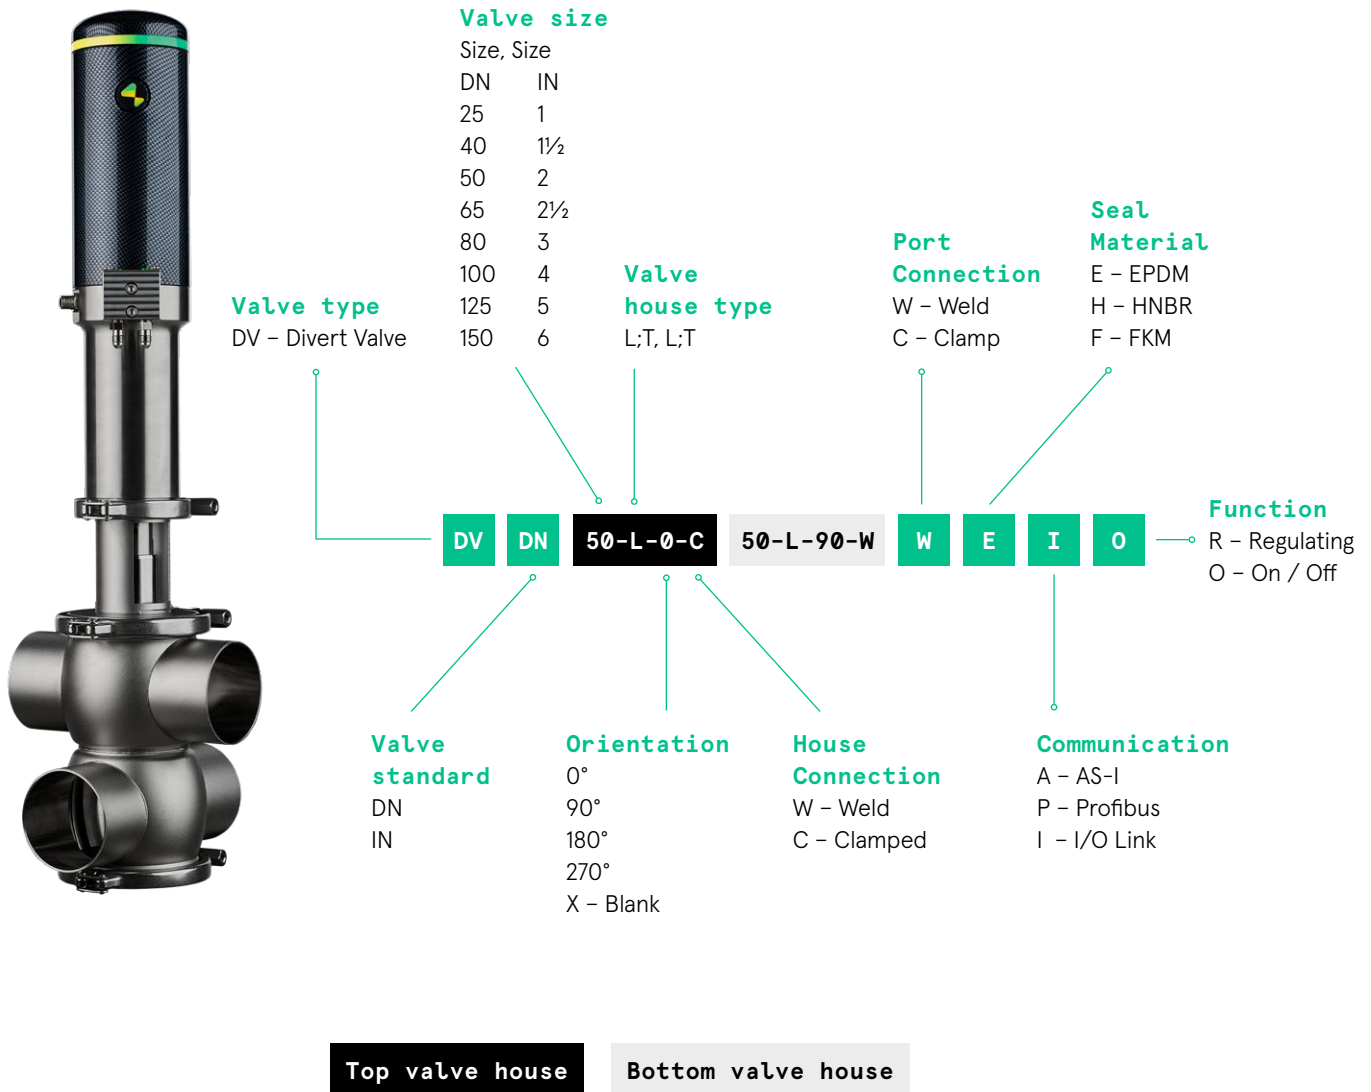 Valve size
Size, Size
DN IN
25 1
40 1½
50 2
65 2½
80 3
100 4
125 5
150 6
Valve type
DV – Divert Valve
Valve
house type
L;T, L;T
Port
Connection
W – Weld
C – Clamp
Seal
Material
E – EPDM
H – HNBR
F – FKM
DV DN 50-L-0-C 50-L-90-W W E I O
Function
R – Regulating
O – On / Off
Valve
standard
DN
IN
Orientation
0°
90°
180°
270°
X – Blank
House
Connection
W – Weld
C – Clamped
Communication
A – AS-I
P – Profibus
I – I/O Link
Top valve house
Bottom valve house